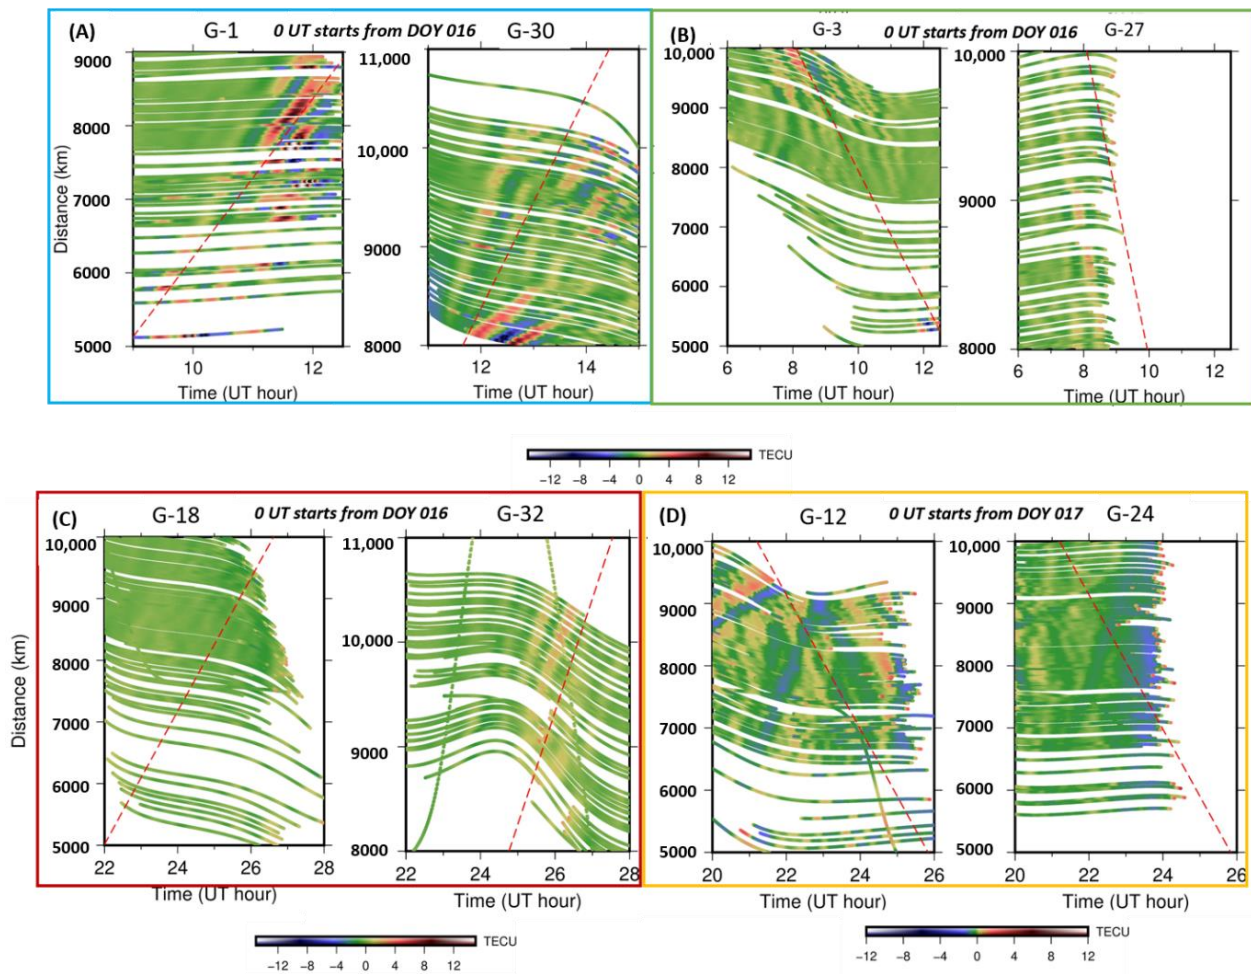 (A) G-1 0 UT starts from DOY 016 G-30
(B) G-3 0 UT starts from DOY 016 G-27
9000
8000
7000
6000
5000
Distance (km)
10 12
Time (UT hour)
11,000
10,000
9000
8000
12 14
Time (UT hour)
10,000
9000
8000
7000
6000
5000
6 8 10 12
Time (UT hour)
10,000
9000
8000
6 8 10 12
Time (UT hour)
TECU
−12 −8 −4 0 4 8 12
(C) G-18 0 UT starts from DOY 016 G-32
(D) G-12 0 UT starts from DOY 017 G-24
10,000
9000
8000
7000
6000
5000
Distance (km)
22 24 26 28
Time (UT hour)
11,000
10,000
9000
8000
22 24 26 28
Time (UT hour)
10,000
9000
8000
7000
6000
5000
20 22 24 26
Time (UT hour)
10,000
9000
8000
7000
6000
5000
20 22 24 26
Time (UT hour)
TECU
−12 −8 −4 0 4 8 12
TECU
−12 −8 −4 0 4 8 12